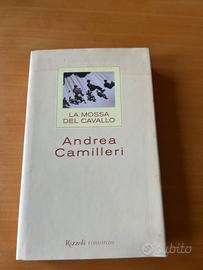 LA MOSSA
DEL CAVALLO
Andrea
Camilleri
Rizzoli romanzo
subito